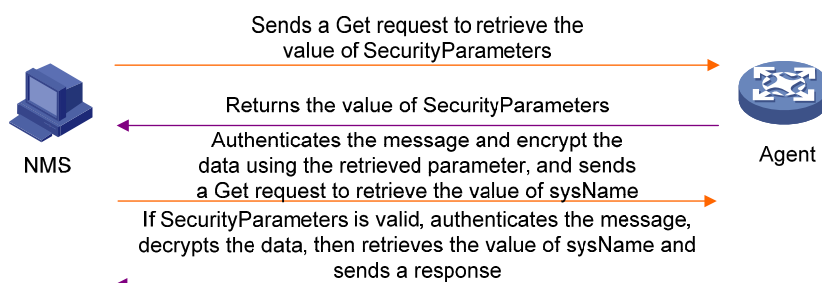 Sends a Get request to retrieve the
value of SecurityParameters
Returns the value of SecurityParameters
Authenticates the message and encrypt the
data using the retrieved parameter, and sends
a Get request to retrieve the value of sysName
NMS
Agent
If SecurityParameters is valid, authenticates the message,
decrypts the data, then retrieves the value of sysName and
sends a response